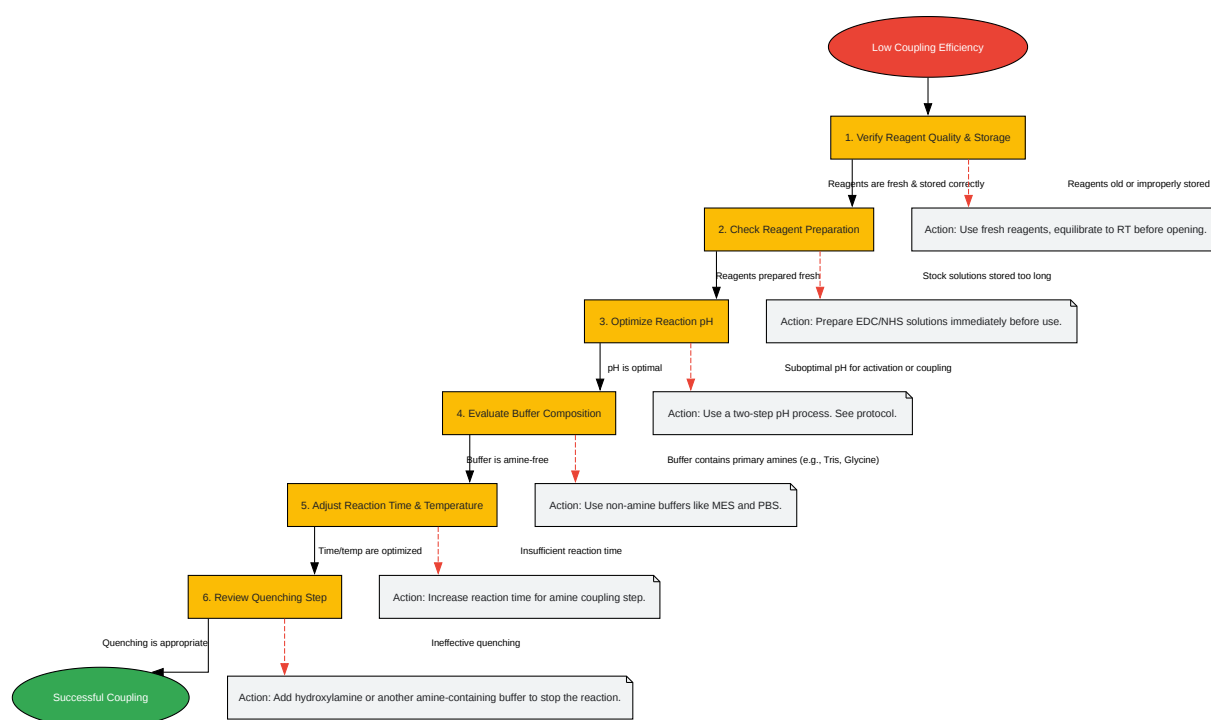 Low Coupling Efficiency
1. Verify Reagent Quality & Storage
Reagents are fresh & stored correctly
Reagents old or improperly stored
2. Check Reagent Preparation
Action: Use fresh reagents, equilibrate to RT before opening.
Reagents prepared fresh
Stock solutions stored too long
3. Optimize Reaction pH
Action: Prepare EDC/NHS solutions immediately before use.
pH is optimal
Suboptimal pH for activation or coupling
4. Evaluate Buffer Composition
Action: Use a two-step pH process. See protocol.
Buffer is amine-free
Buffer contains primary amines (e.g., Tris, Glycine)
5. Adjust Reaction Time & Temperature
Action: Use non-amine buffers like MES and PBS.
Time/temp are optimized
Insufficient reaction time
6. Review Quenching Step
Action: Increase reaction time for amine coupling step.
Quenching is appropriate
Ineffective quenching
Successful Coupling
Action: Add hydroxylamine or another amine-containing buffer to stop the reaction.